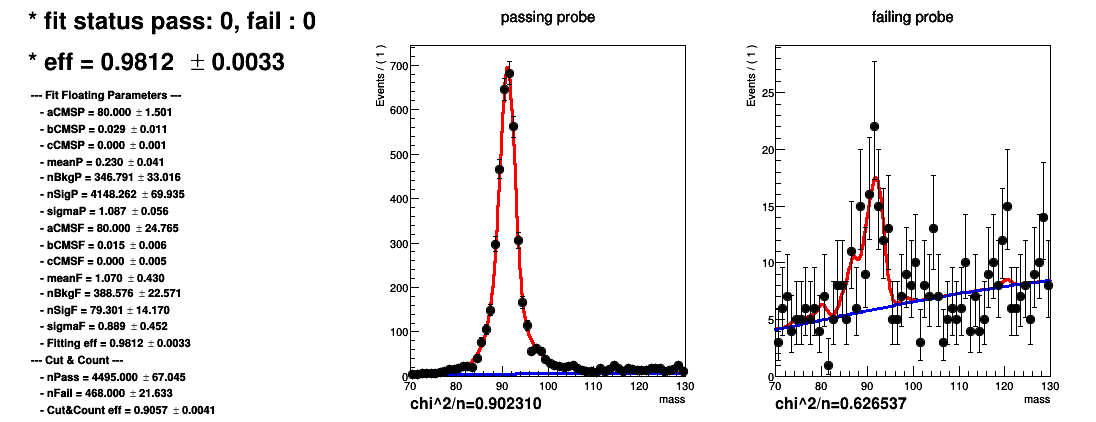 * fit status pass: 0, fail : 0
* eff = 0.9812 ± 0.0033
--- Fit Floating Parameters ---
- aCMSP = 80.000 ± 1.501
- bCMSP = 0.029 ± 0.011
- cCMSP = 0.000 ± 0.001
- meanP = 0.230 ± 0.041
- nBkgP = 346.791 ± 33.016
- nSigP = 4148.262 ± 69.935
- sigmaP = 1.087 ± 0.056
- aCMSF = 80.000 ± 24.765
- bCMSF = 0.015 ± 0.006
- cCMSF = 0.000 ± 0.005
- meanF = 1.070 ± 0.430
- nBkgF = 388.576 ± 22.571
- nSigF = 79.301 ± 14.170
- sigmaF = 0.889 ± 0.452
- Fitting eff = 0.9812 ± 0.0033
--- Cut & Count ---
- nPass = 4495.000 ± 67.045
- nFail = 468.000 ± 21.633
- Cut&Count eff = 0.9057 ± 0.0041
passing probe
Events / ( 1 )
700
600
500
400
300
200
100
0
70 80 90 100 110 120 130
mass
chi^2/n=0.902310
failing probe
Events / ( 1 )
25
20
15
10
5
0
70 80 90 100 110 120 130
mass
chi^2/n=0.626537